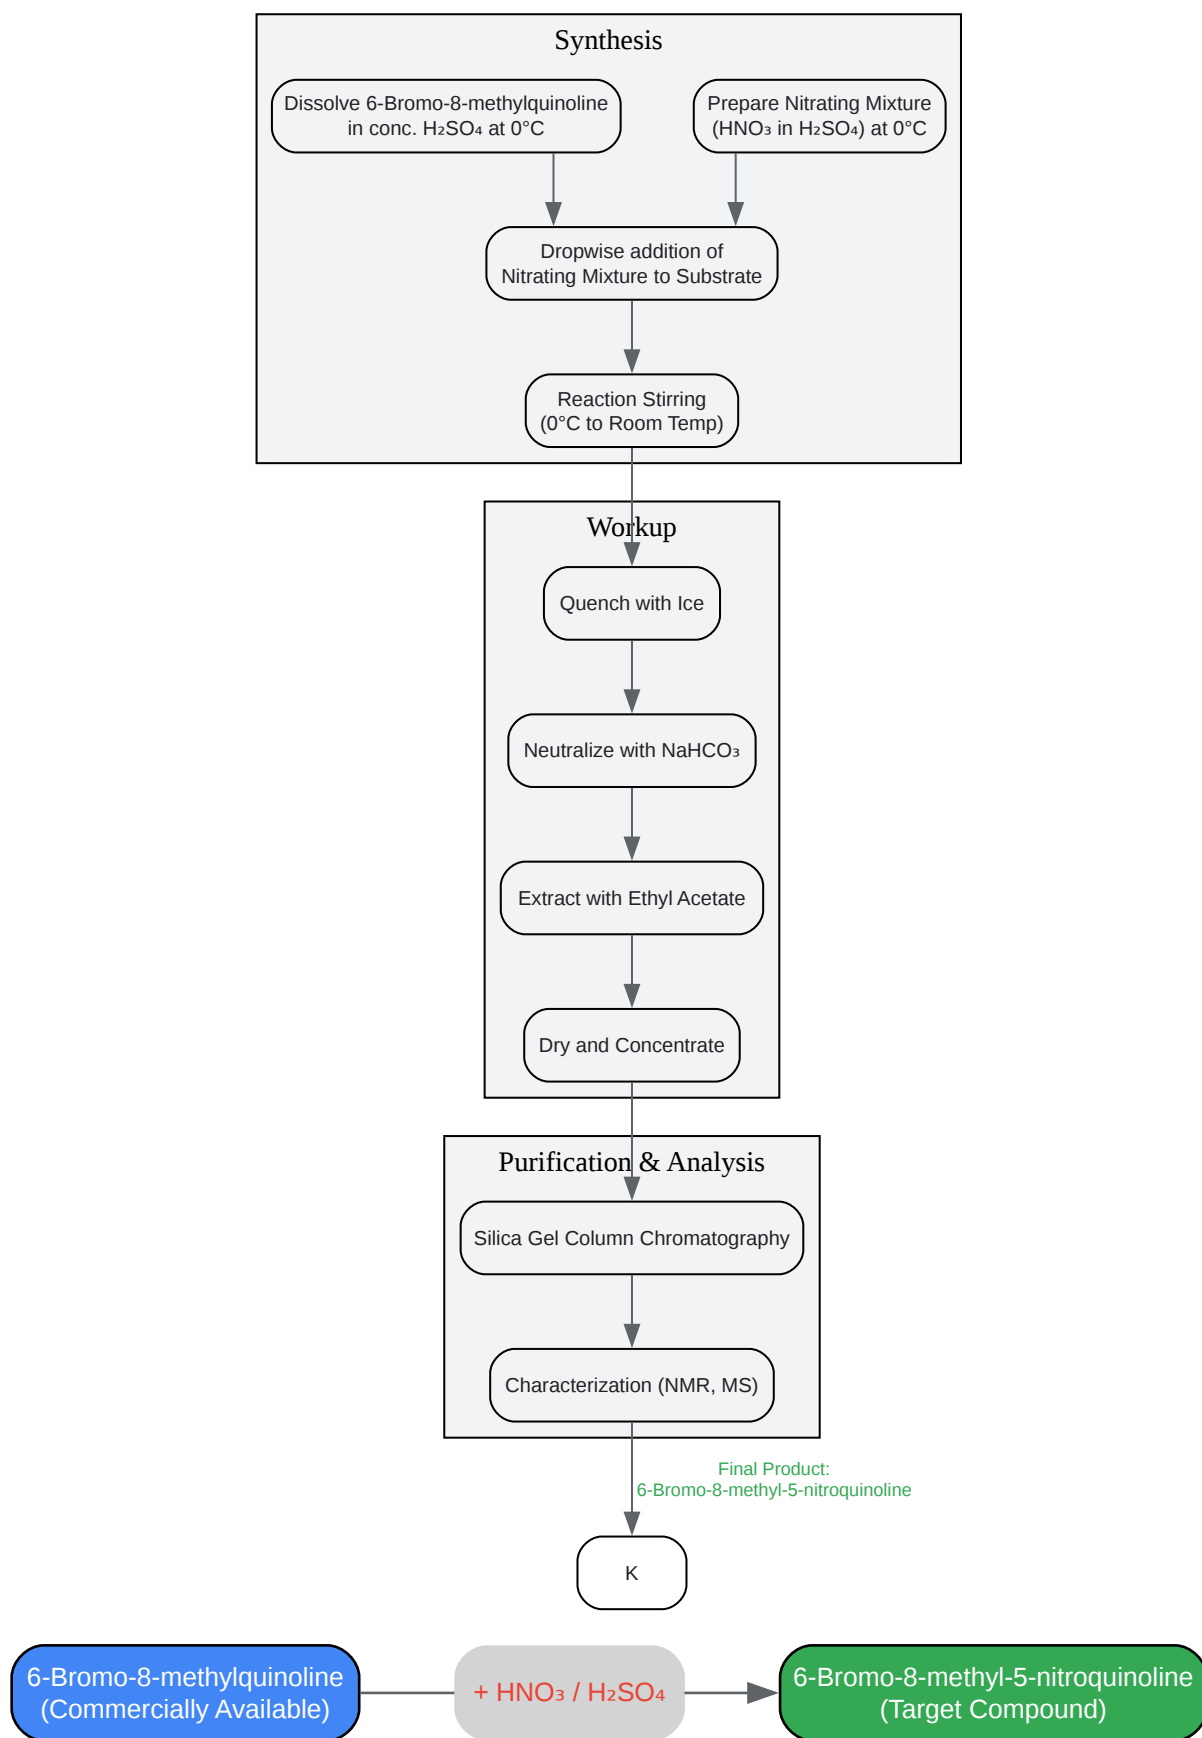 Synthesis
Dissolve 6-Bromo-8-methylquinoline
in conc. H₂SO₄ at 0°C
Prepare Nitrating Mixture
(HNO₃ in H₂SO₄) at 0°C
Dropwise addition of
Nitrating Mixture to Substrate
Reaction Stirring
(0°C to Room Temp)
Workup
Quench with Ice
Neutralize with NaHCO₃
Extract with Ethyl Acetate
Dry and Concentrate
Purification & Analysis
Silica Gel Column Chromatography
Characterization (NMR, MS)
Final Product:
6-Bromo-8-methyl-5-nitroquinoline
K
6-Bromo-8-methylquinoline
(Commercially Available)
+ HNO₃ / H₂SO₄
6-Bromo-8-methyl-5-nitroquinoline
(Target Compound)